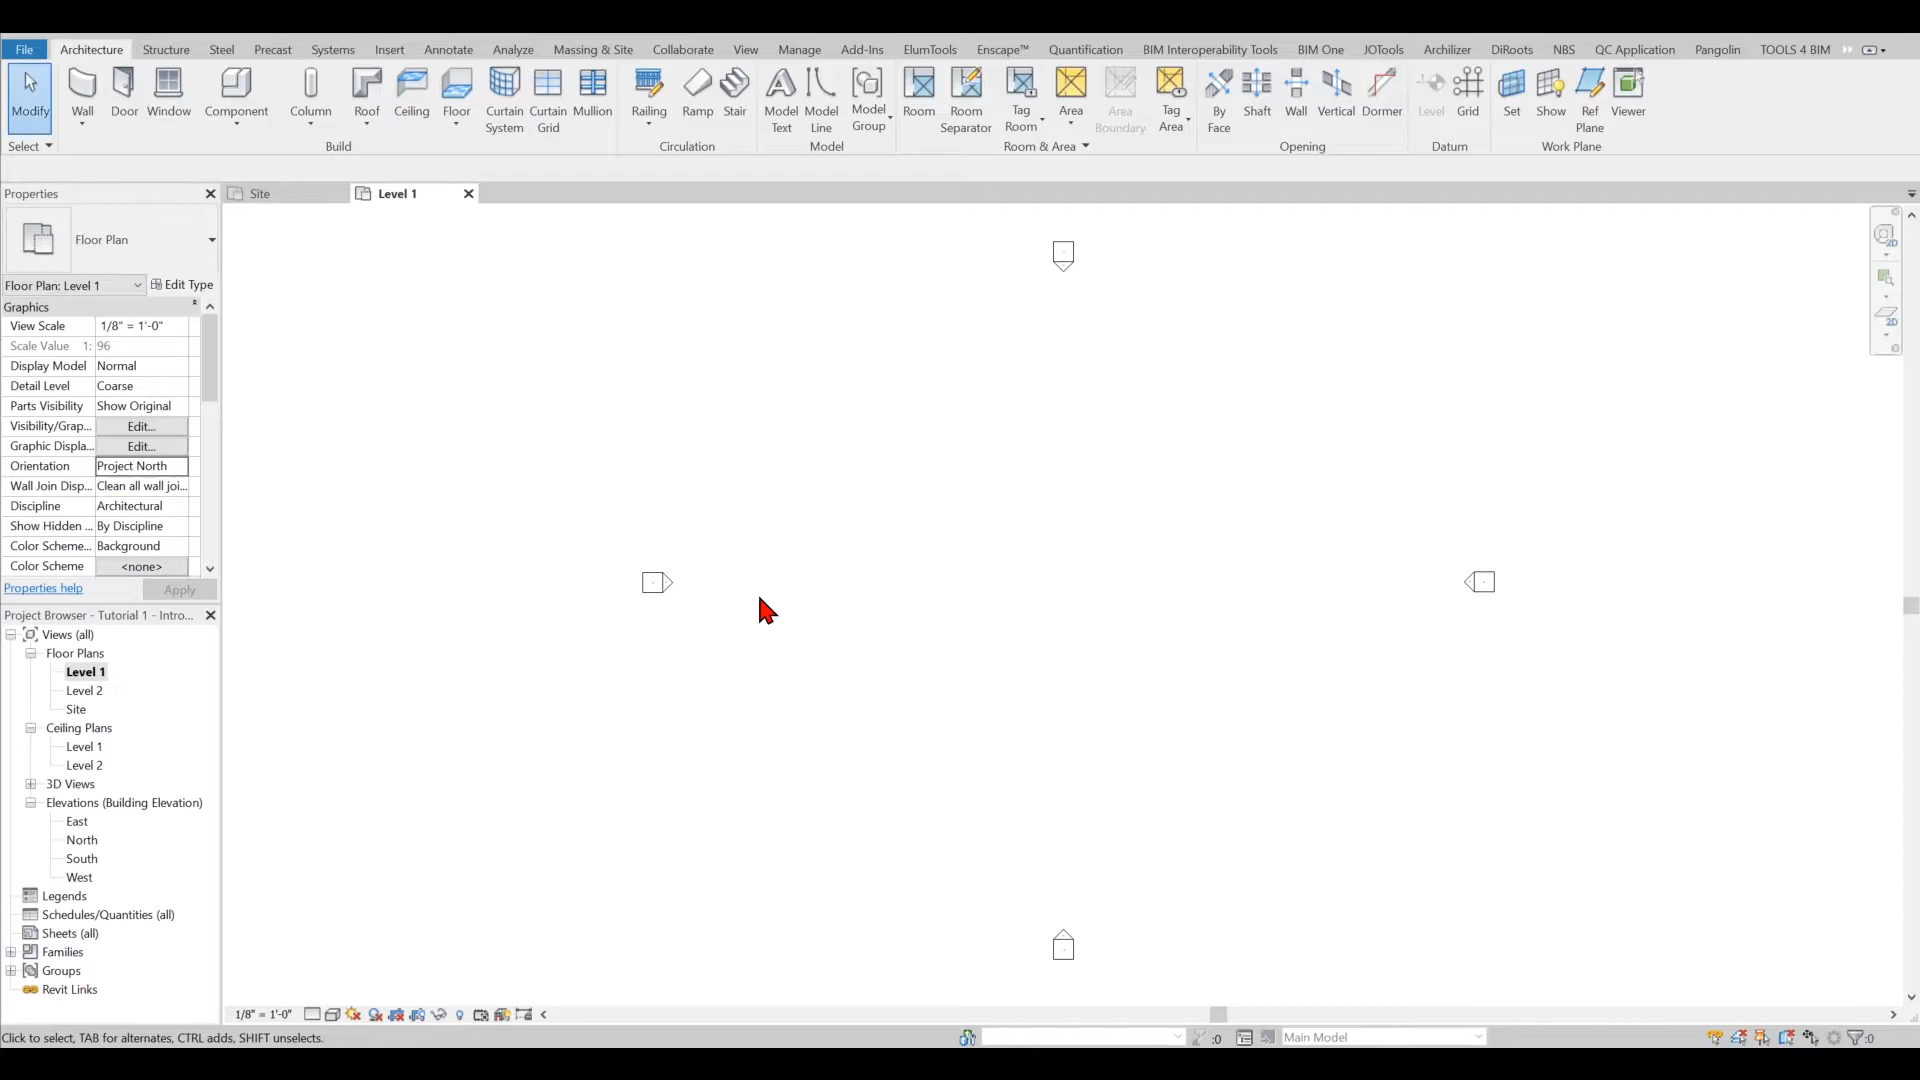 File Architecture Structure Steel Precast Systems Insert Annotate Analyze Massing & Site Collaborate View Manage Add-Ins ElumTools Enscape™ Quantification BIM Interoperability Tools BIM One JOTools Archilizer DiRoots NBS QC Application Pangolin TOOLS 4 BIM
Modify Wall Door Window Component Column Roof Ceiling Floor Curtain System Curtain Grid Mullion Railing Ramp Stair Model Text Model Line Model Group Room Room Separator Tag Room Area Area Boundary Tag Area By Face Shaft Wall Vertical Dormer Level Grid Set Show Ref Plane Viewer
Select Build Circulation Model Room & Area Opening Datum Work Plane
Properties
Site
Level 1
Floor Plan
Floor Plan: Level 1 Edit Type
Graphics
View Scale 1/8" = 1'-0"
Scale Value 1: 96
Display Model Normal
Detail Level Coarse
Parts Visibility Show Original
Visibility/Grap... Edit...
Graphic Displa... Edit...
Orientation Project North
Wall Join Disp... Clean all wall joi...
Discipline Architectural
Show Hidden ... By Discipline
Color Scheme... Background
Color Scheme <none>
Properties help Apply
Project Browser - Tutorial 1 - Intro...
Views (all)
Floor Plans
Level 1
Level 2
Site
Ceiling Plans
Level 1
Level 2
3D Views
Elevations (Building Elevation)
East
North
South
West
Legends
Schedules/Quantities (all)
Sheets (all)
Families
Groups
Revit Links
2D
2D
1/8" = 1'-0"
Click to select, TAB for alternates, CTRL adds, SHIFT unselects. :0 Main Model :0